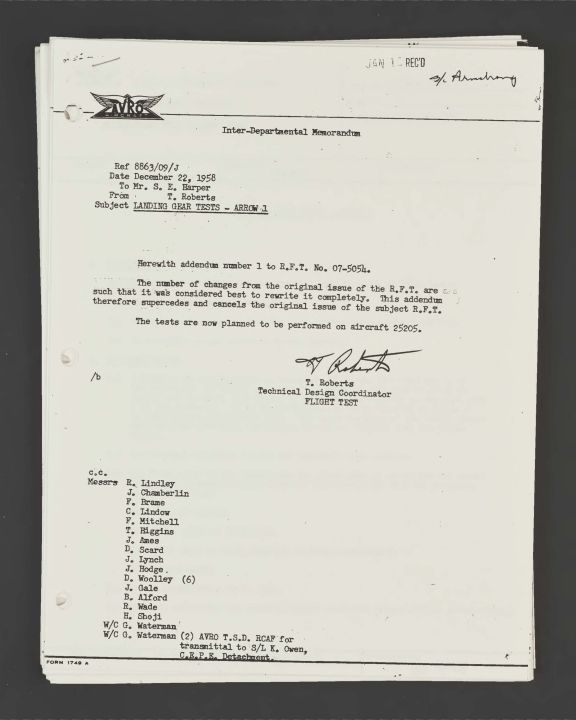 REC'D
S/L Armstrong
AVRO
AIRCRAFT
Inter-Departmental Memorandum
Ref 8863/09/J
Date December 22, 1958
To Mr. S. E. Harper
From T. Roberts
Subject LANDING GEAR TESTS - ARROW 1
Herewith addendum number 1 to R.F.T. No. 07-5054.
The number of changes from the original issue of the R.F.T. are
such that it was considered best to rewrite it completely. This addendum
therefore supercedes and cancels the original issue of the subject R.F.T.
The tests are now planned to be performed on aircraft 25205.
T Roberts
/b
T. Roberts
Technical Design Coordinator
FLIGHT TEST
c.c.
Messrs R. Lindley
J. Chamberlin
F. Brame
C. Lindow
F. Mitchell
T. Higgins
J. Ames
D. Scard
J. Lynch
J. Hodge
D. Woolley (6)
J. Gale
B. Alford
R. Wade
H. Shoji
W/C G. Waterman
W/C G. Waterman (2) AVRO T.S.D. RCAF for
transmittal to S/L K. Owen,
C.E.P.E. Detachment.
FORM 1749 A